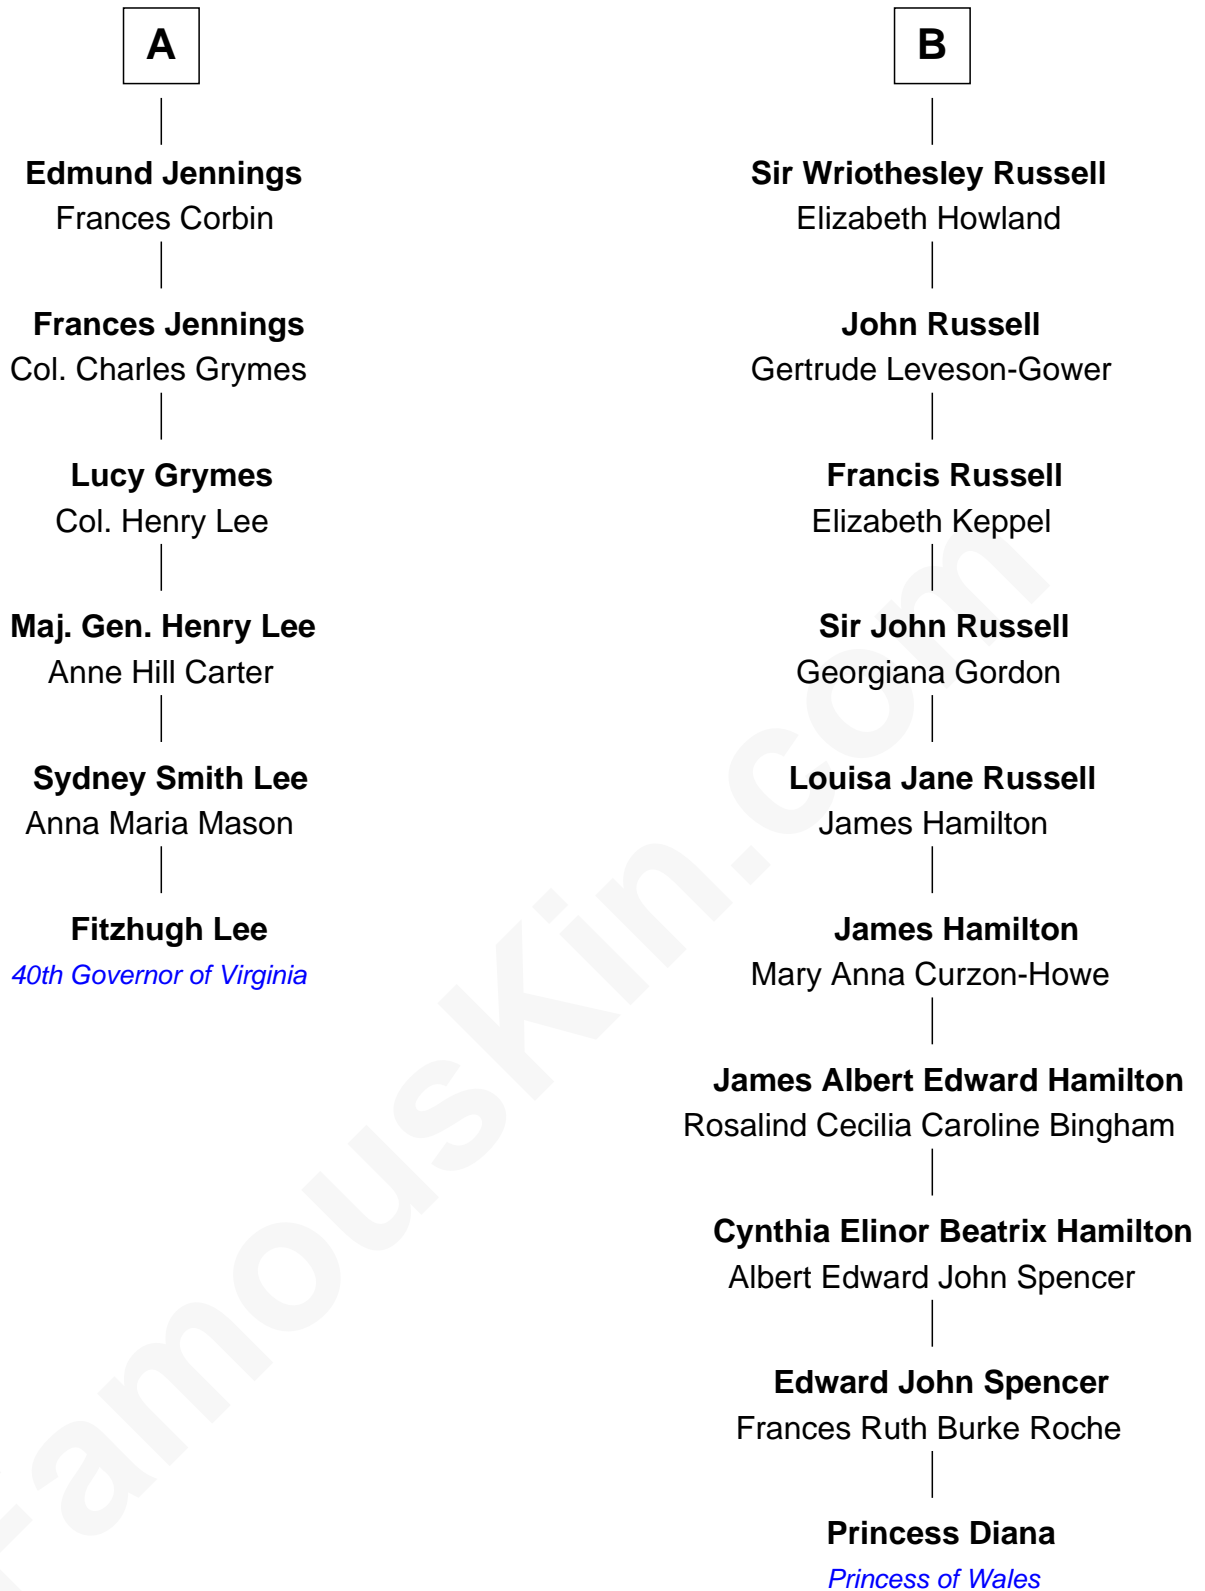 A
Edmund Jennings
Frances Corbin
Frances Jennings
Col. Charles Grymes
Lucy Grymes
Col. Henry Lee
Maj. Gen. Henry Lee
Anne Hill Carter
Sydney Smith Lee
Anna Maria Mason
Fitzhugh Lee
40th Governor of Virginia
B
Sir Wriothesley Russell
Elizabeth Howland
John Russell
Gertrude Leveson-Gower
Francis Russell
Elizabeth Keppel
Sir John Russell
Georgiana Gordon
Louisa Jane Russell
James Hamilton
James Hamilton
Mary Anna Curzon-Howe
James Albert Edward Hamilton
Rosalind Cecilia Caroline Bingham
Cynthia Elinor Beatrix Hamilton
Albert Edward John Spencer
Edward John Spencer
Frances Ruth Burke Roche
Princess Diana
Princess of Wales
FamousKin.com